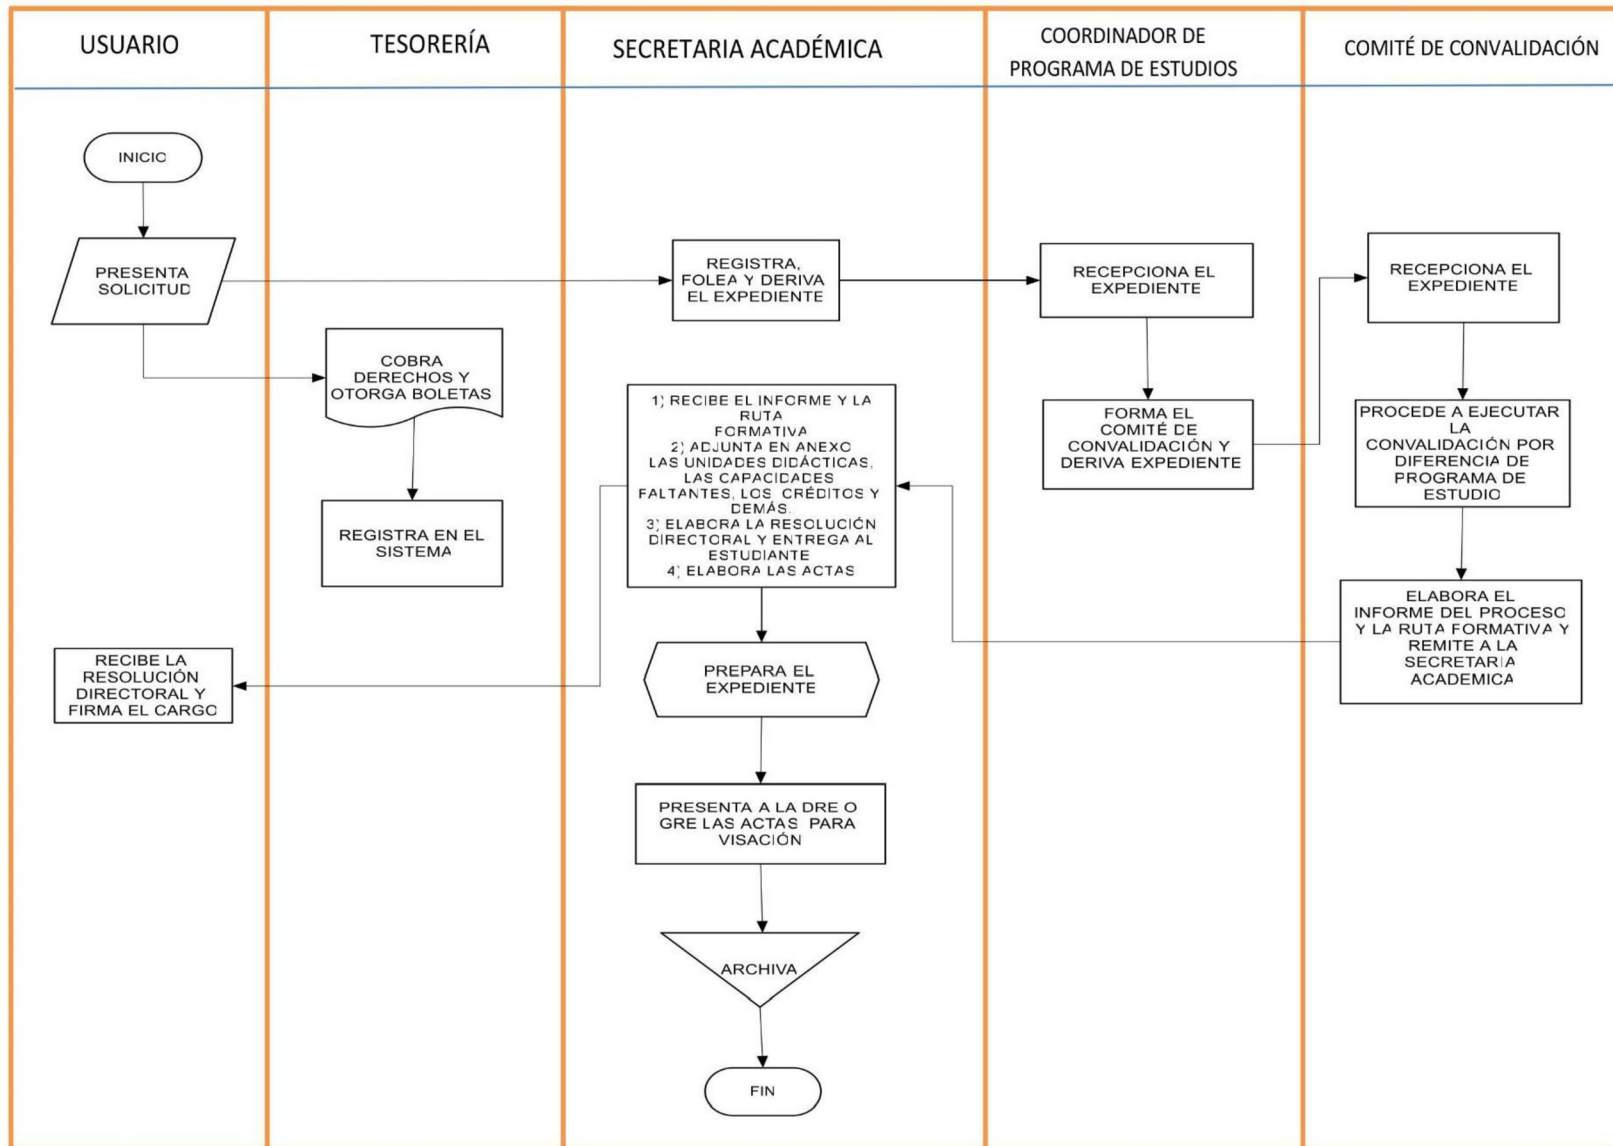 USUARIO
TESORERÍA
SECRETARIA ACADÉMICA
COORDINADOR DE
PROGRAMA DE ESTUDIOS
COMITÉ DE CONVALIDACIÓN
INICIO
PRESENTA
SOLICITUD
REGISTRA,
FOLEA Y DERIVA
EL EXPEDIENTE
RECEPCIONA EL
EXPEDIENTE
RECEPCIONA EL
EXPEDIENTE
COBRA
DERECHOS Y
OTORGA BOLETAS
REGISTRA EN EL
SISTEMA
1) RECIBE EL INFORME Y LA
RUTA
FORMATIVA
2) ADJUNTA EN ANEXO
LAS UNIDADES DIDÁCTICAS,
LAS CAPACIDADES
FALTANTES, LOS CRÉDITOS Y
DEMÁS.
3) ELABORA LA RESOLUCIÓN
DIRECTORAL Y ENTREGA AL
ESTUDIANTE
4) ELABORA LAS ACTAS
FORMA EL
COMITÉ DE
CONVALIDACIÓN Y
DERIVA EXPEDIENTE
PROCEDE A EJECUTAR
LA
CONVALIDACIÓN POR
DIFERENCIA DE
PROGRAMA DE
ESTUDIO
ELABORA EL
INFORME DEL PROCESO
Y LA RUTA FORMATIVA Y
REMITE A LA
SECRETARIA
ACADEMICA
RECIBE LA
RESOLUCIÓN
DIRECTORAL Y
FIRMA EL CARGO
PREPARA EL
EXPEDIENTE
PRESENTA A LA DRE O
GRE LAS ACTAS PARA
VISACIÓN
ARCHIVA
FIN